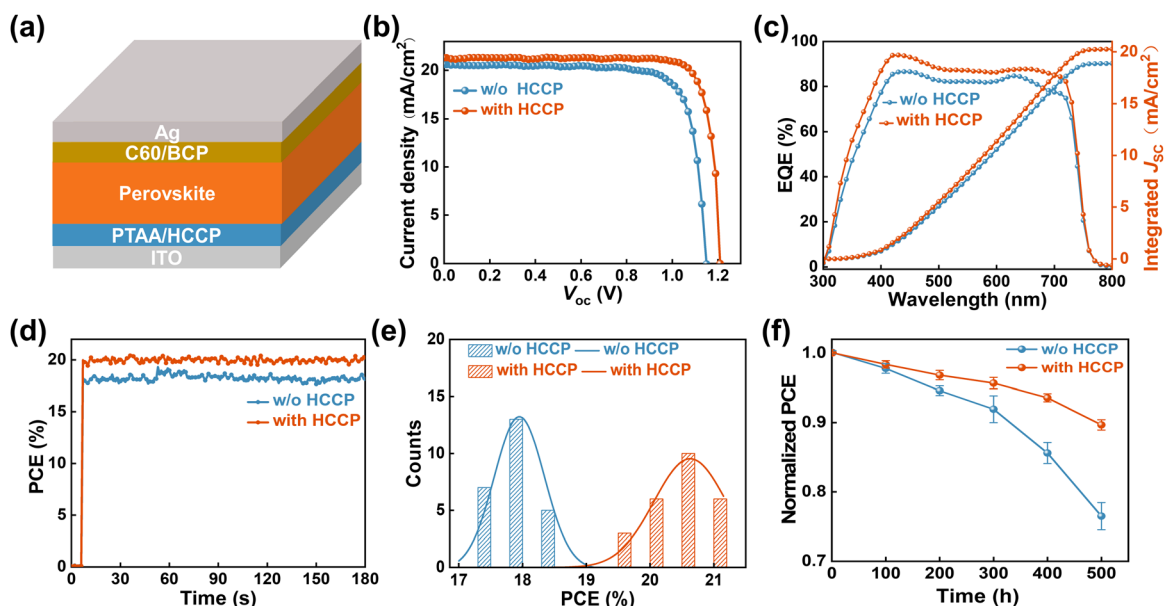 (a)
Ag
C60/BCP
Perovskite
PTAA/HCCP
ITO
(b)
Current density (mA/cm²)
25
20
15
10
5
0
w/o HCCP
with HCCP
0.0 0.2 0.4 0.6 0.8 1.0 1.2
Voc (V)
(c)
EQE (%)
100
80
60
40
20
0
w/o HCCP
with HCCP
300 400 500 600 700 800
Wavelength (nm)
20
15
10
5
0
Integrated JSC (mA/cm²)
(d)
PCE (%)
25
20
15
10
5
0
w/o HCCP
with HCCP
0 30 60 90 120 150 180
Time (s)
(e)
Counts
20
15
10
5
0
w/o HCCP w/o HCCP
with HCCP with HCCP
17 18 19 20 21
PCE (%)
(f)
Normalized PCE
1.0
0.9
0.8
0.7
w/o HCCP
with HCCP
0 100 200 300 400 500
Time (h)